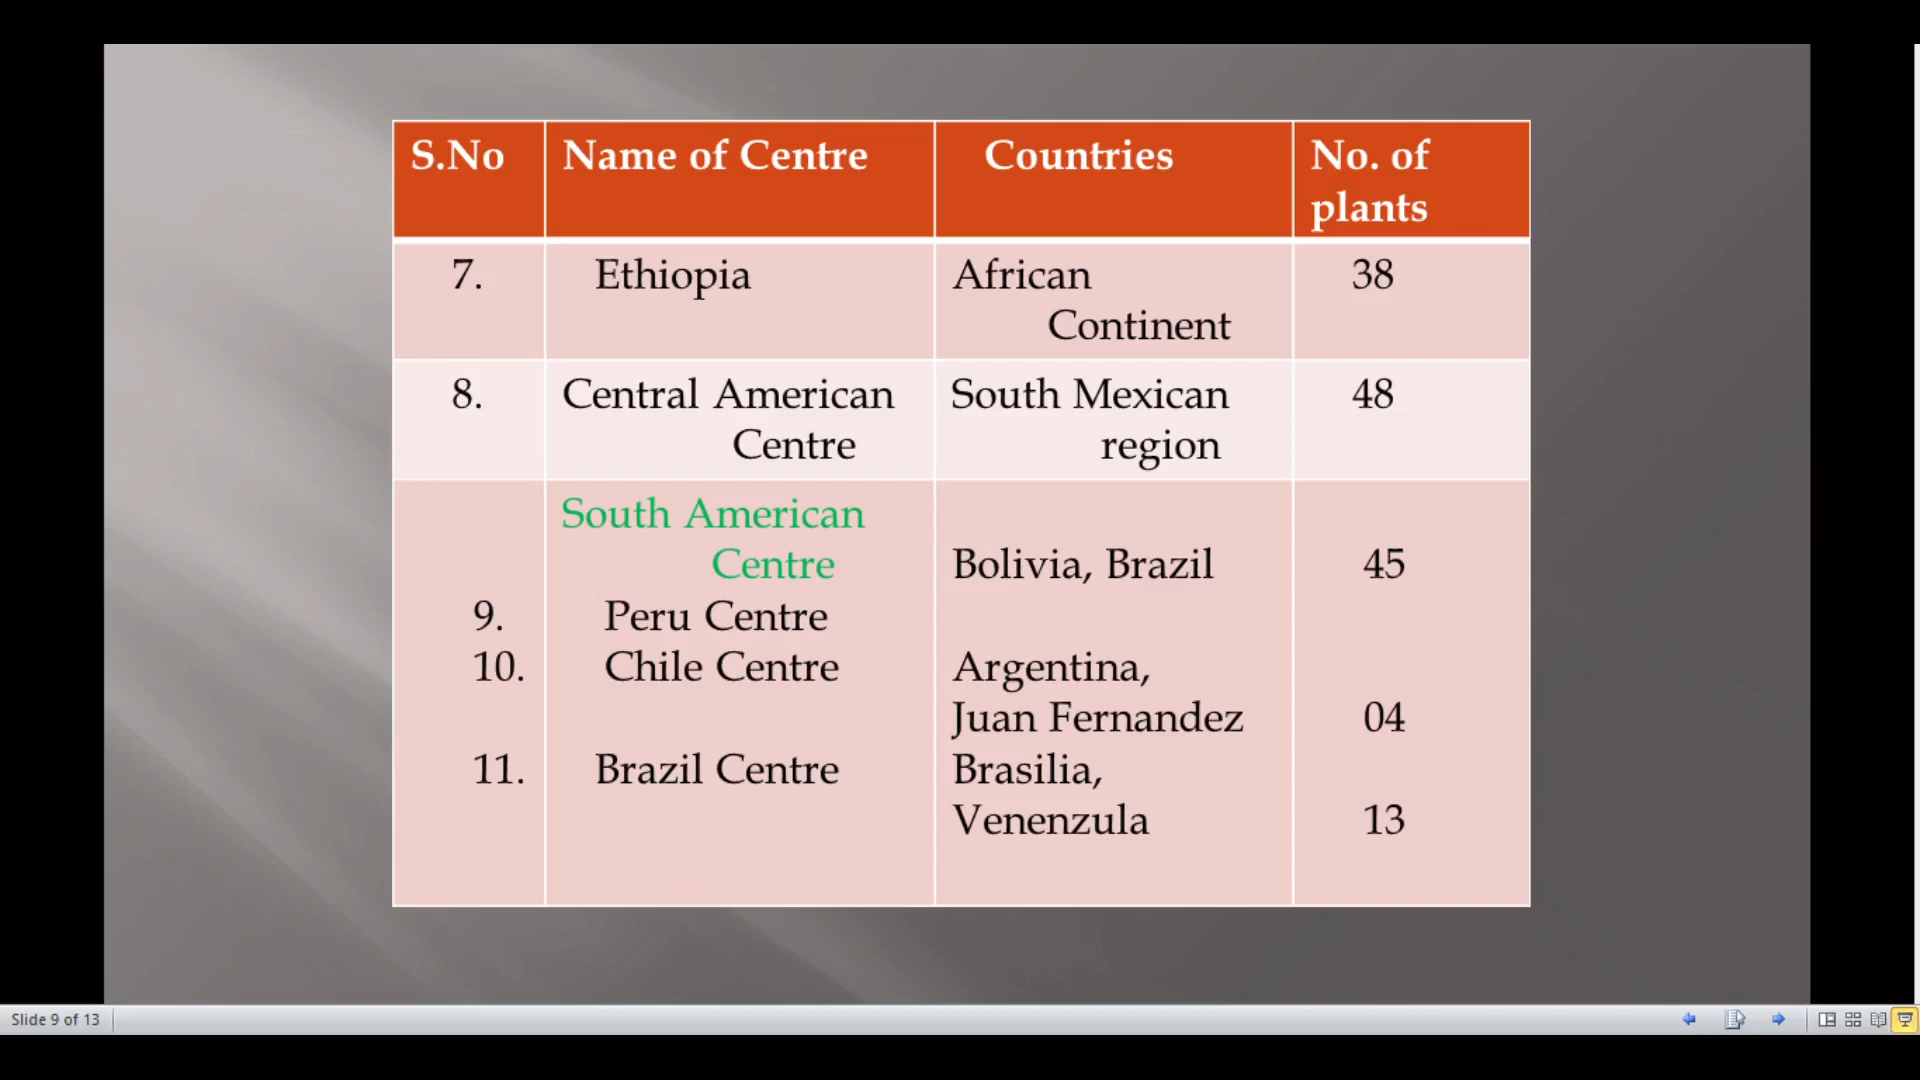 S.No Name of Centre Countries No. of
plants
7. Ethiopia African 38
Continent
8. Central American South Mexican 48
Centre region
South American
Centre Bolivia, Brazil 45
9. Peru Centre
10. Chile Centre Argentina,
Juan Fernandez 04
11. Brazil Centre Brasilia,
Venenzula 13
Slide 9 of 13